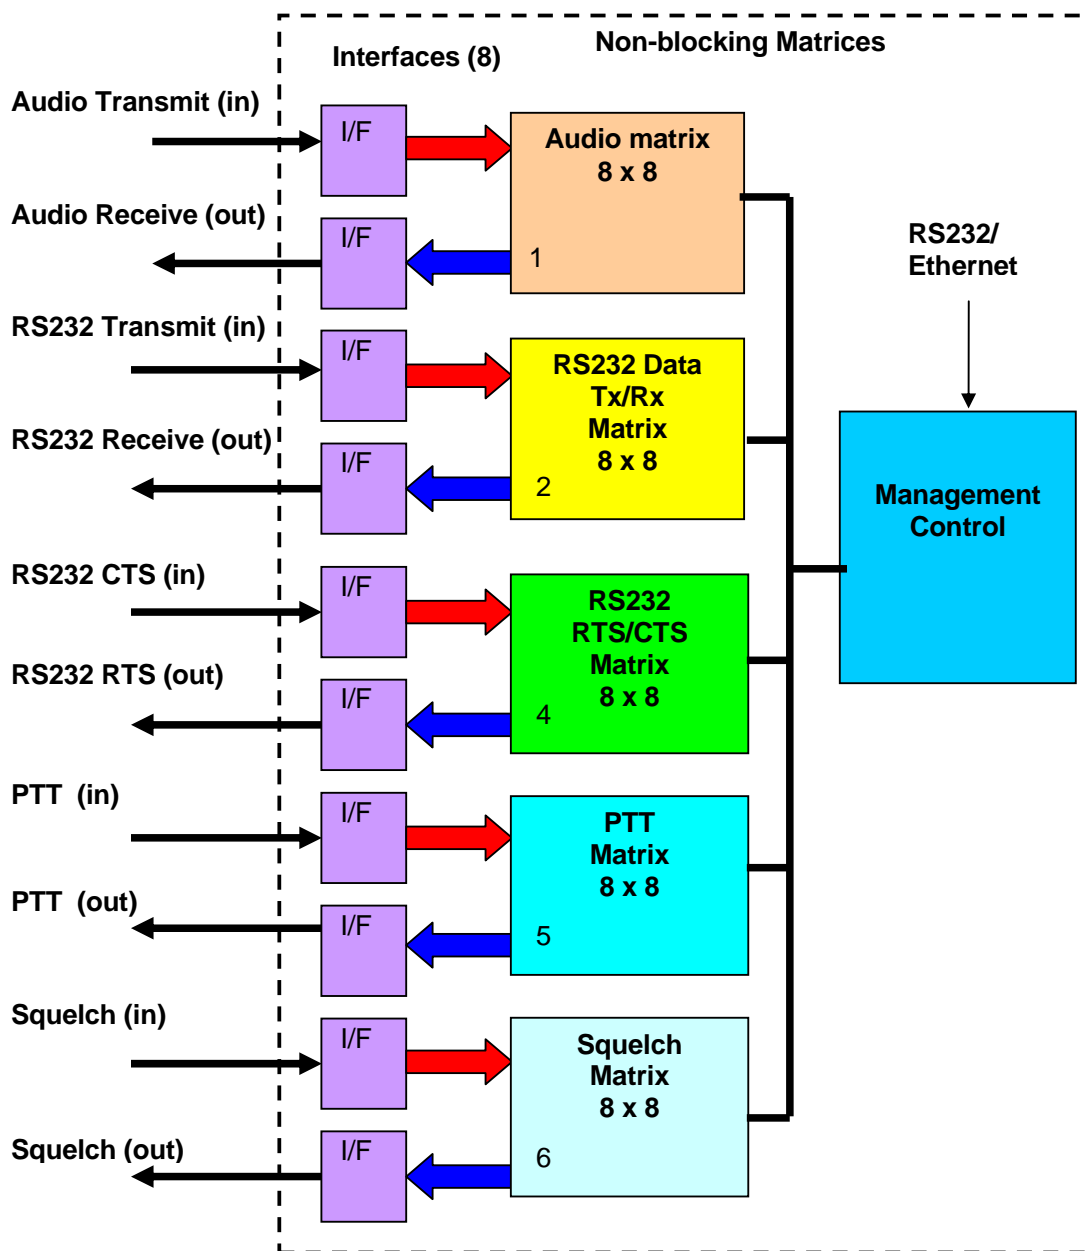 Non-blocking Matrices
Interfaces (8)
Audio Transmit (in)
I/F
Audio matrix
8 x 8
Audio Receive (out)
I/F
1
RS232/
Ethernet
RS232 Transmit (in)
I/F
RS232 Data
Tx/Rx
Matrix
8 x 8
RS232 Receive (out)
I/F
2
Management
Control
RS232 CTS (in)
I/F
RS232
RTS/CTS
Matrix
8 x 8
RS232 RTS (out)
I/F
4
PTT  (in)
I/F
PTT
Matrix
8 x 8
PTT  (out)
I/F
5
Squelch (in)
I/F
Squelch
Matrix
8 x 8
Squelch (out)
I/F
6